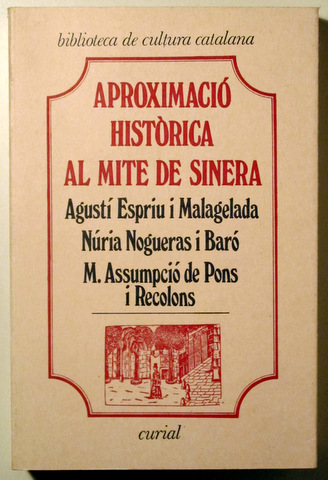 biblioteca de cultura catalana
APROXIMACIÓ
HISTÒRICA
AL MITE DE SINERA
Agustí Espriu i Malagelada
Núria Nogueras i Baró
M. Assumpció de Pons
i Recolons
curial